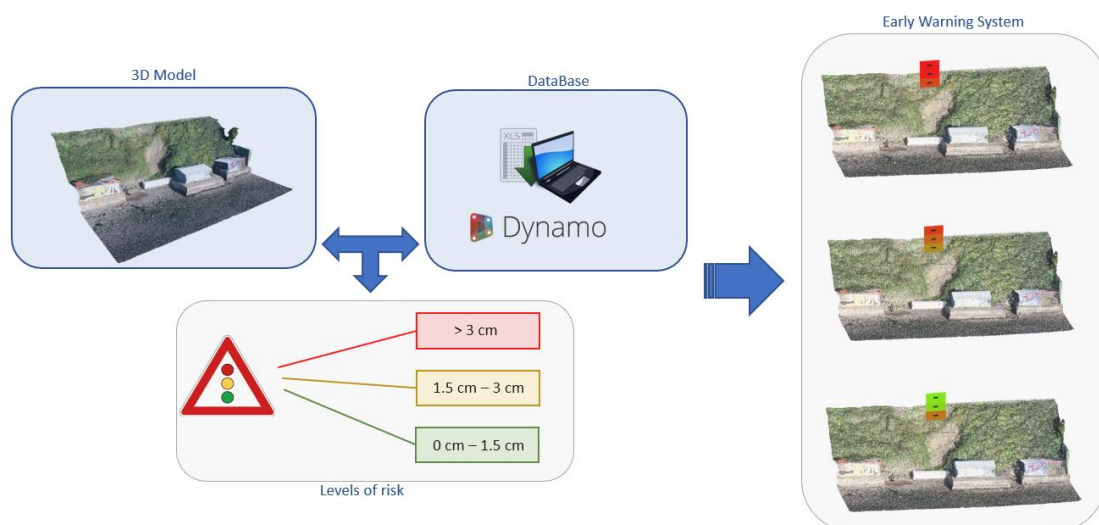 Early Warning System
3D Model
DataBase
XLS
Dynamo
> 3 cm
1.5 cm – 3 cm
0 cm – 1.5 cm
Levels of risk